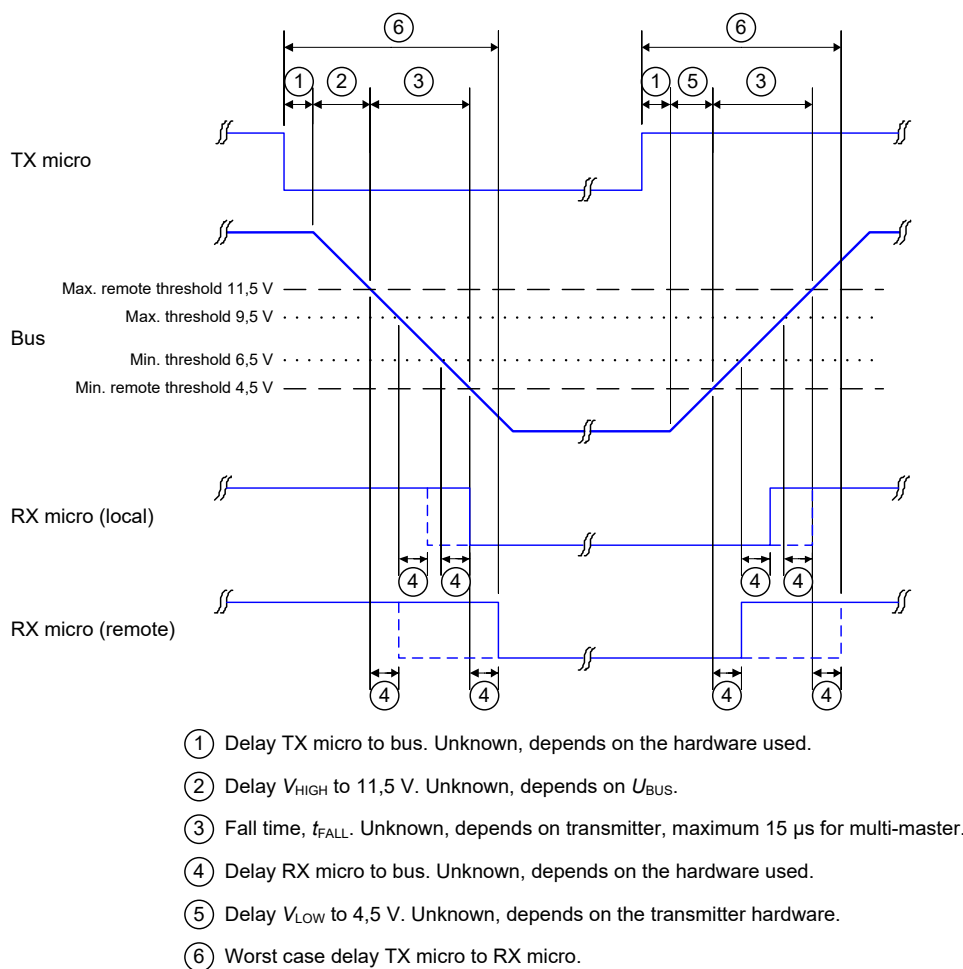 6 6
1 2 3 1 5 3
TX micro
Max. remote threshold 11,5 V
Max. threshold 9,5 V
Bus
Min. threshold 6,5 V
Min. remote threshold 4,5 V
RX micro (local)
4 4 4 4
RX micro (remote)
4 4 4 4
1 Delay TX micro to bus. Unknown, depends on the hardware used.
2 Delay VHIGH to 11,5 V. Unknown, depends on UBUS.
3 Fall time, tFALL. Unknown, depends on transmitter, maximum 15 µs for multi-master.
4 Delay RX micro to bus. Unknown, depends on the hardware used.
5 Delay VLOW to 4,5 V. Unknown, depends on the transmitter hardware.
6 Worst case delay TX micro to RX micro.